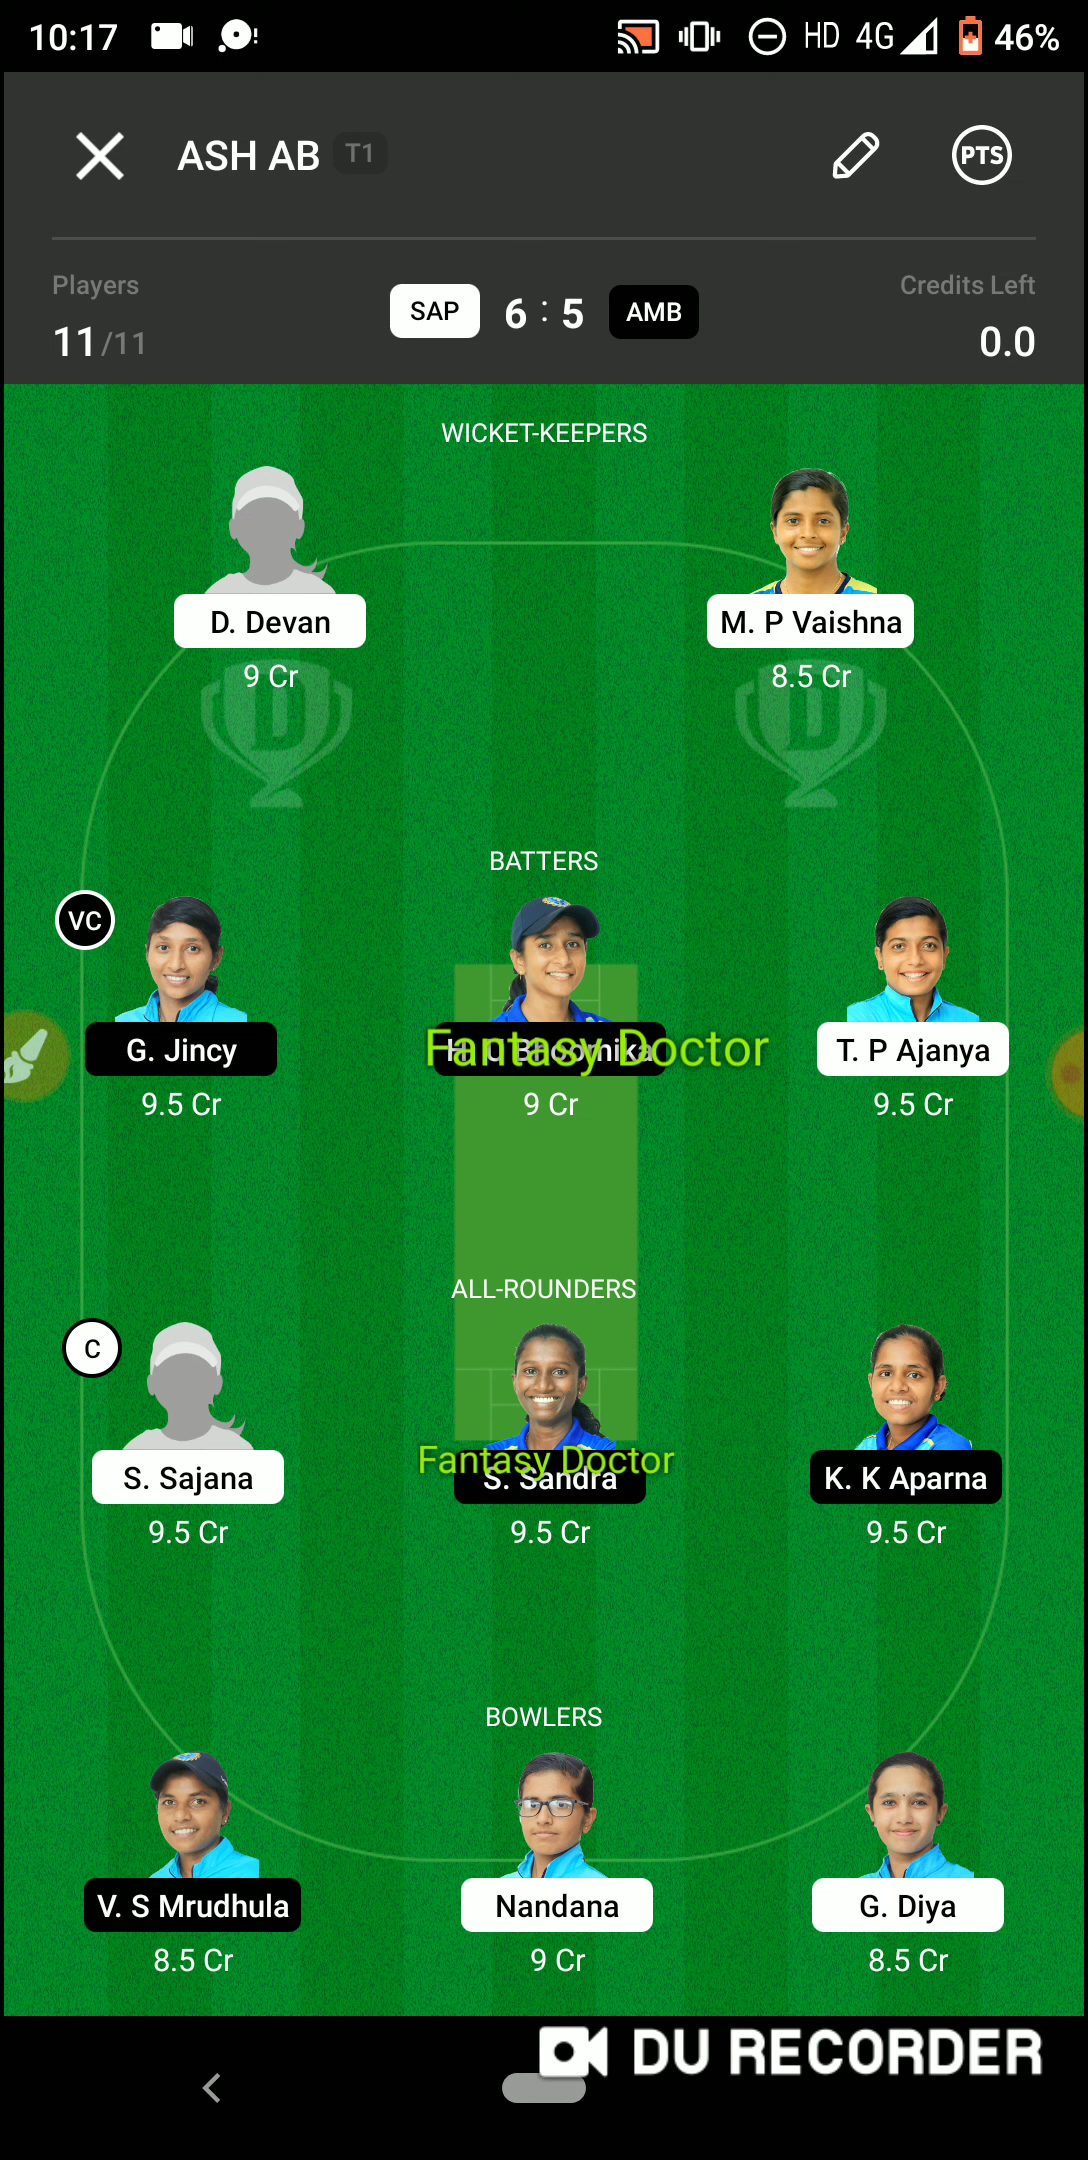 10:17 HD 4G 46%
ASH AB T1 PTS
Players Credits Left
SAP 6 : 5 AMB
11/11 0.0
WICKET-KEEPERS
D. Devan M. P Vaishna
9 Cr 8.5 Cr
BATTERS
VC
G. Jincy Fantasy Doctor T. P Ajanya
9.5 Cr 9 Cr 9.5 Cr
ALL-ROUNDERS
C
Fantasy Doctor
S. Sajana S. Sandra K. K Aparna
9.5 Cr 9.5 Cr 9.5 Cr
BOWLERS
V. S Mrudhula Nandana G. Diya
8.5 Cr 9 Cr 8.5 Cr
DU RECORDER